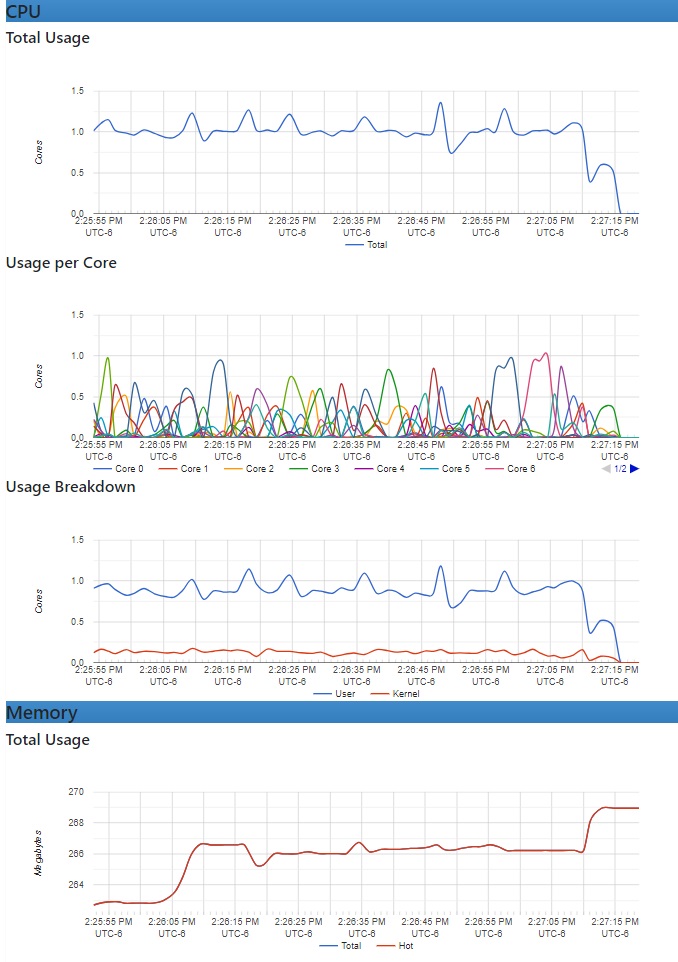 CPU
Total Usage
1.5
1.0
0.5
0.0
Cores
2:25:55 PM 2:26:05 PM 2:26:15 PM 2:26:25 PM 2:26:35 PM 2:26:45 PM 2:26:55 PM 2:27:05 PM 2:27:15 PM
UTC-6 UTC-6 UTC-6 UTC-6 UTC-6 UTC-6 UTC-6 UTC-6 UTC-6
Total
Usage per Core
1.5
1.0
0.5
0.0
Cores
2:25:55 PM 2:26:05 PM 2:26:15 PM 2:26:25 PM 2:26:35 PM 2:26:45 PM 2:26:55 PM 2:27:05 PM 2:27:15 PM
UTC-6 UTC-6 UTC-6 UTC-6 UTC-6 UTC-6 UTC-6 UTC-6 UTC-6
Core 0 Core 1 Core 2 Core 3 Core 4 Core 5 Core 6 1/2
Usage Breakdown
1.5
1.0
0.5
0.0
Cores
2:25:55 PM 2:26:05 PM 2:26:15 PM 2:26:25 PM 2:26:35 PM 2:26:45 PM 2:26:55 PM 2:27:05 PM 2:27:15 PM
UTC-6 UTC-6 UTC-6 UTC-6 UTC-6 UTC-6 UTC-6 UTC-6 UTC-6
User Kernel
Memory
Total Usage
270
268
266
264
Megabytes
2:25:55 PM 2:26:05 PM 2:26:15 PM 2:26:25 PM 2:26:35 PM 2:26:45 PM 2:26:55 PM 2:27:05 PM 2:27:15 PM
UTC-6 UTC-6 UTC-6 UTC-6 UTC-6 UTC-6 UTC-6 UTC-6 UTC-6
Total Hot